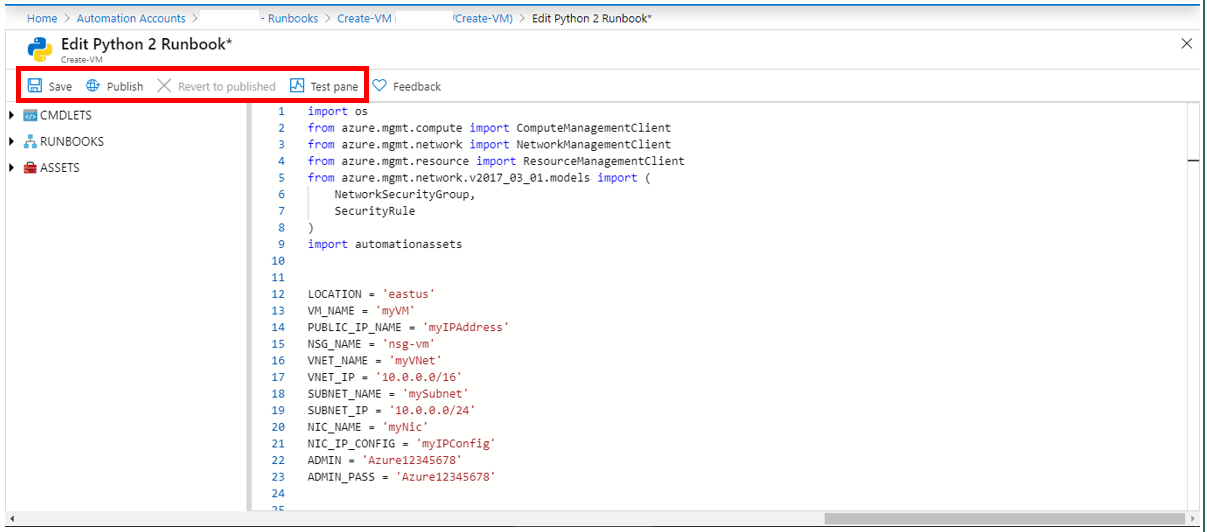 Home > Automation Accounts > - Runbooks > Create-VM ( /Create-VM) > Edit Python 2 Runbook*
Edit Python 2 Runbook*
Create-VM
Save Publish Revert to published Test pane Feedback
CMDLETS
RUNBOOKS
ASSETS
1 import os
2 from azure.mgmt.compute import ComputeManagementClient
3 from azure.mgmt.network import NetworkManagementClient
4 from azure.mgmt.resource import ResourceManagementClient
5 from azure.mgmt.network.v2017_03_01.models import (
6 NetworkSecurityGroup,
7 SecurityRule
8 )
9 import automationassets
10
11
12 LOCATION = 'eastus'
13 VM_NAME = 'myVM'
14 PUBLIC_IP_NAME = 'myIPAddress'
15 NSG_NAME = 'nsg-vm'
16 VNET_NAME = 'myVNet'
17 VNET_IP = '10.0.0.0/16'
18 SUBNET_NAME = 'mySubnet'
19 SUBNET_IP = '10.0.0.0/24'
20 NIC_NAME = 'myNic'
21 NIC_IP_CONFIG = 'myIPConfig'
22 ADMIN = 'Azure12345678'
23 ADMIN_PASS = 'Azure12345678'
24
25